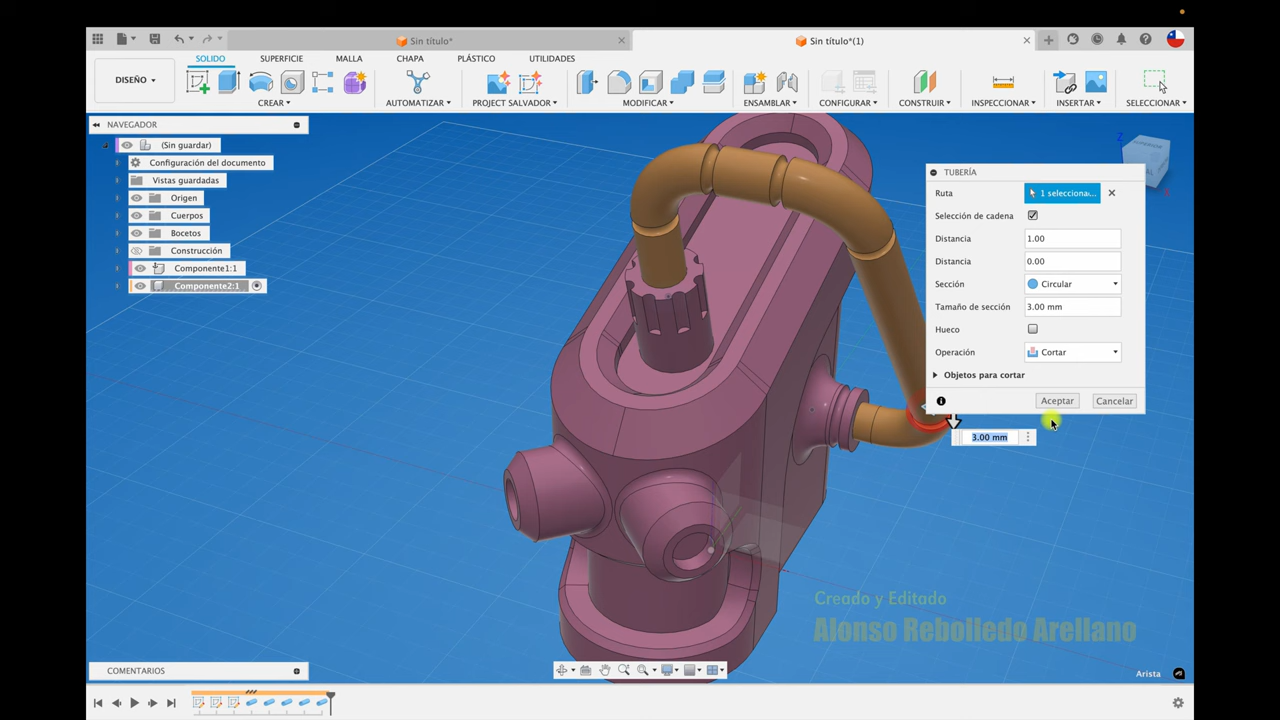 Sin título*
Sin título*(1)
DISEÑO
SOLIDO
SUPERFICIE
MALLA
CHAPA
PLÁSTICO
UTILIDADES
CREAR
AUTOMATIZAR
PROJECT SALVADOR
MODIFICAR
ENSAMBLAR
CONFIGURAR
CONSTRUIR
INSPECCIONAR
INSERTAR
SELECCIONAR
NAVEGADOR
(Sin guardar)
Configuración del documento
Vistas guardadas
Origen
Cuerpos
Bocetos
Construcción
Componente1:1
Componente2:1
TUBERÍA
Ruta
1 selecciona...
Selección de cadena
Distancia
1.00
Distancia
0.00
Sección
Circular
Tamaño de sección
3.00 mm
Hueco
Operación
Cortar
Objetos para cortar
Aceptar
Cancelar
3.00 mm
Creado y Editado
Alonso Rebolledo Arellano
COMENTARIOS
Arista